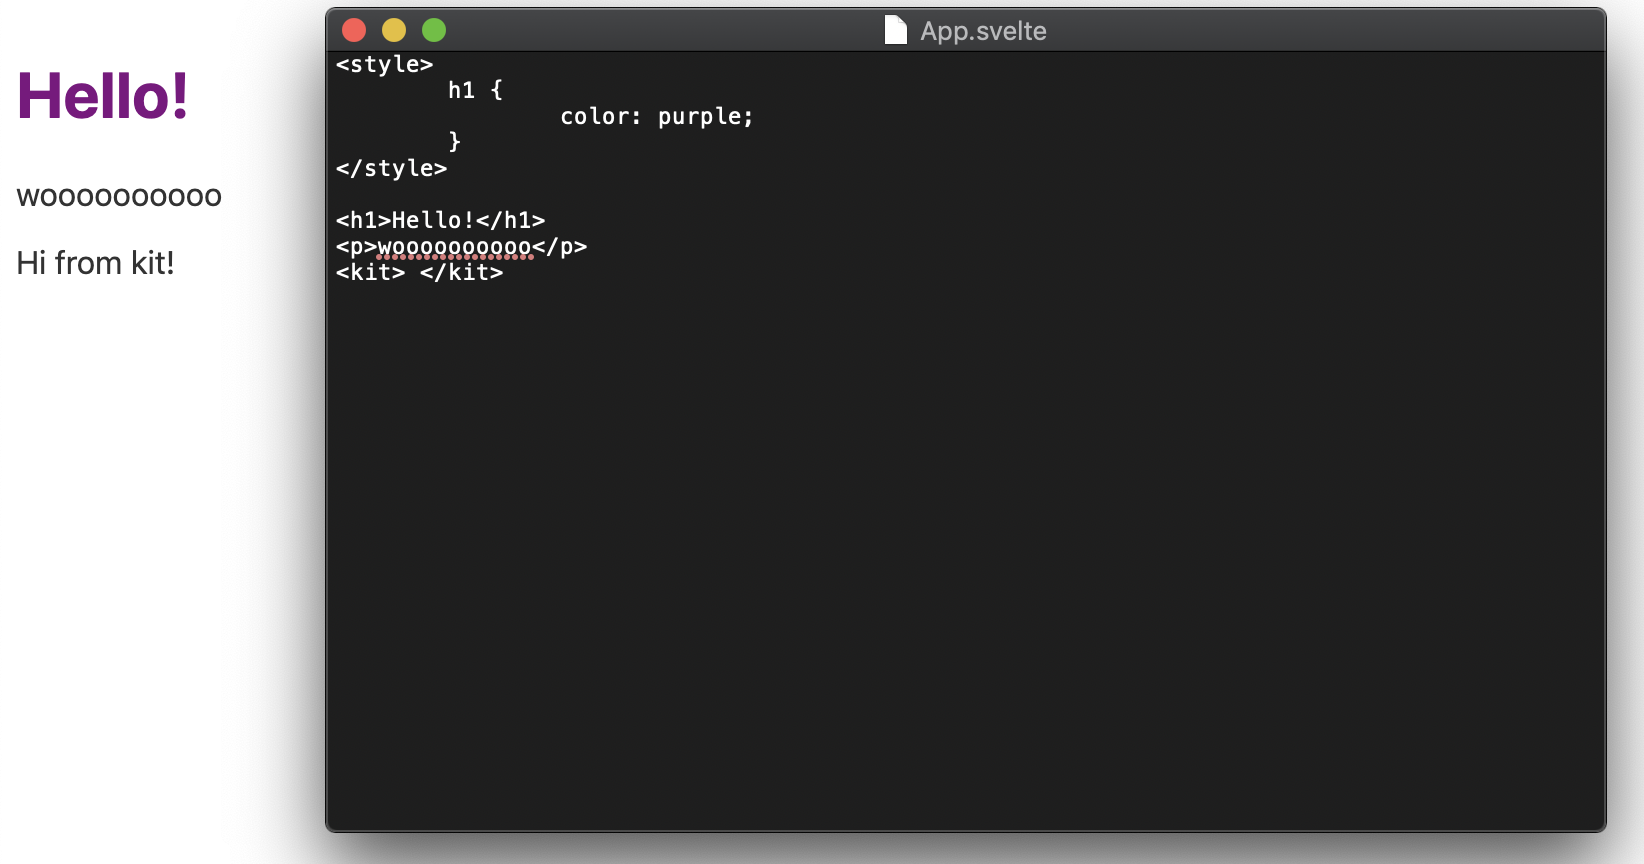 Hello!
woooooooooo
Hi from kit!
App.svelte
<style>
h1 {
color: purple;
}
</style>
<h1>Hello!</h1>
<p>woooooooooo</p>
<kit> </kit>